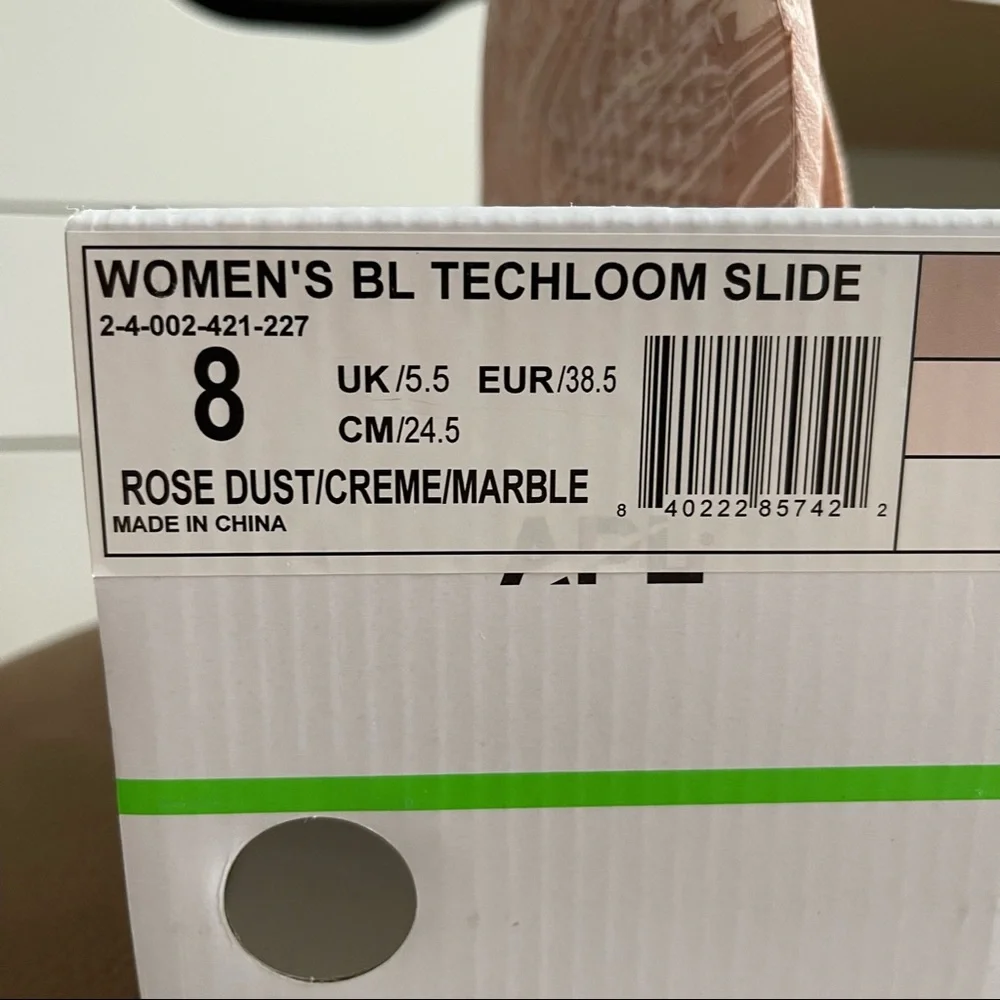 WOMEN'S BL TECHLOOM SLIDE
2-4-002-421-227
8
UK/5.5 EUR/38.5
CM/24.5
ROSE DUST/CREME/MARBLE
MADE IN CHINA
8 40222 85742 2
APL